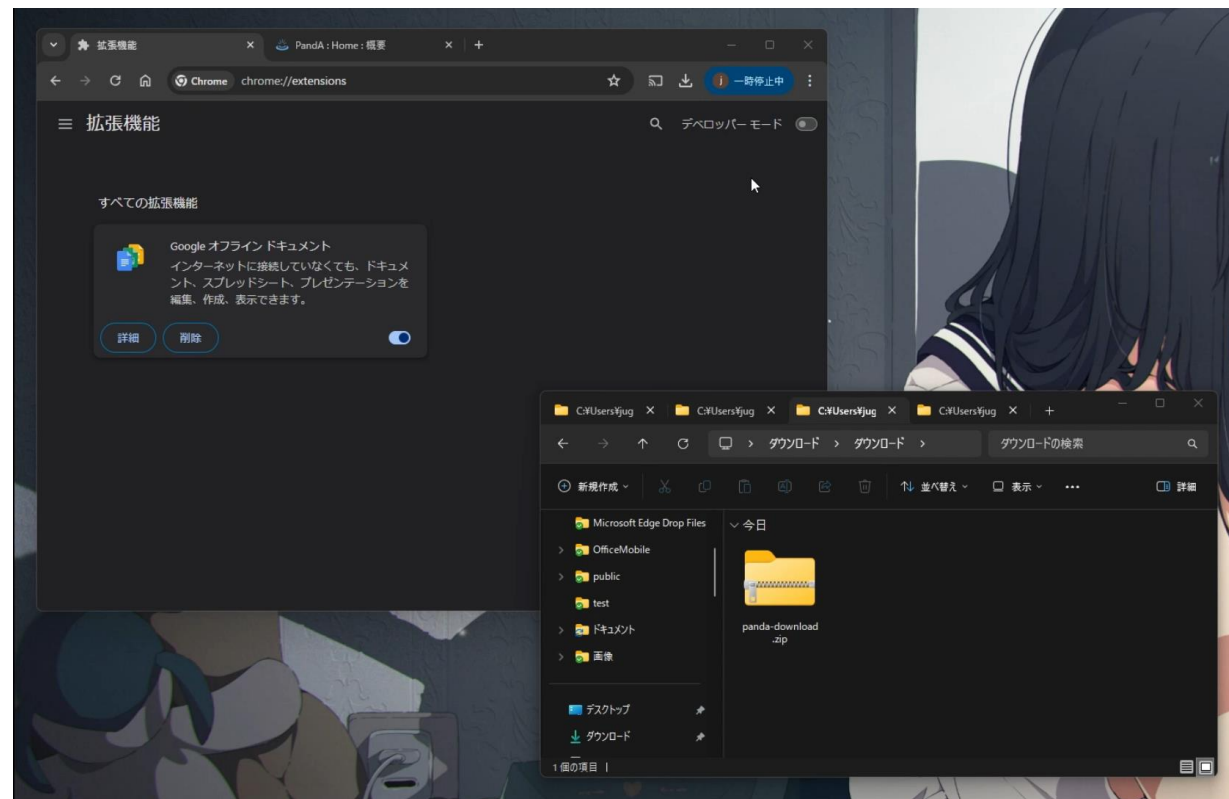 拡張機能
PandA : Home : 概要
Chrome
chrome://extensions
一時停止中
拡張機能
デベロッパー モード
すべての拡張機能
Google オフライン ドキュメント
インターネットに接続していなくても、ドキュメ
ント、スプレッドシート、プレゼンテーションを
編集、作成、表示できます。
詳細
削除
C:¥Users¥jug
C:¥Users¥jug
C:¥Users¥jug
C:¥Users¥jug
ダウンロード > ダウンロード >
ダウンロードの検索
新規作成
並べ替え
表示
詳細
Microsoft Edge Drop Files
OfficeMobile
public
test
ドキュメント
画像
デスクトップ
ダウンロード
今日
panda-download
.zip
1 個の項目